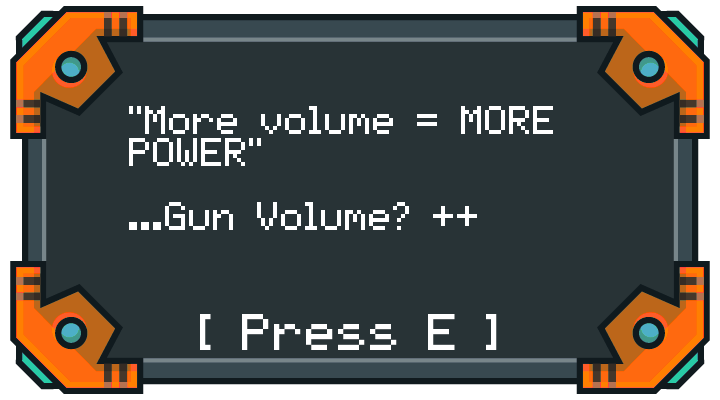 "More volume = MORE
POWER"
...Gun Volume? ++
[ Press E ]